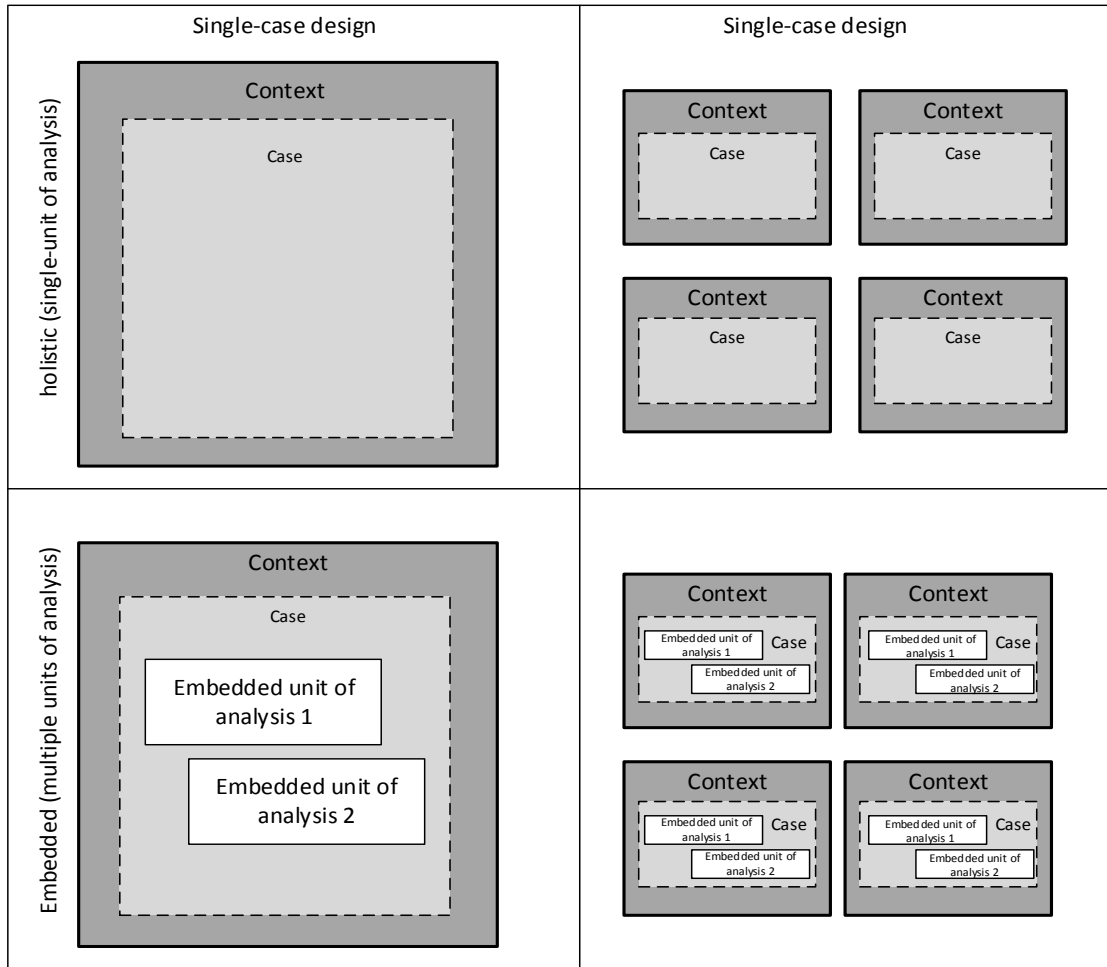 Single-case design
Single-case design
holistic (single-unit of analysis)
Context
Case
Context
Case
Context
Case
Context
Case
Context
Case
Embedded (multiple units of analysis)
Context
Case
Embedded unit of
analysis 1
Embedded unit of
analysis 2
Context
Case
Embedded unit of
analysis 1
Embedded unit of
analysis 2
Context
Case
Embedded unit of
analysis 1
Embedded unit of
analysis 2
Context
Case
Embedded unit of
analysis 1
Embedded unit of
analysis 2
Context
Case
Embedded unit of
analysis 1
Embedded unit of
analysis 2